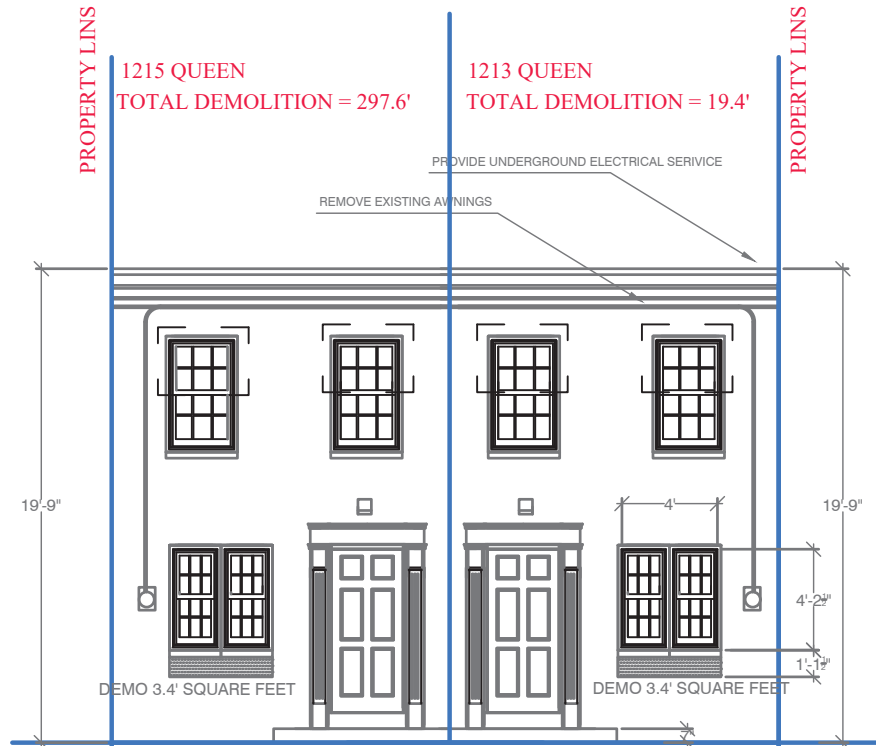 PROPERTY LINS
1215 QUEEN
TOTAL DEMOLITION = 297.6'
1213 QUEEN
TOTAL DEMOLITION = 19.4'
PROPERTY LINS
PROVIDE UNDERGROUND ELECTRICAL SERIVICE
REMOVE EXISTING AWNINGS
19'-9"
4'
19'-9"
4'-2½"
1'-1½"
DEMO 3.4' SQUARE FEET
DEMO 3.4' SQUARE FEET